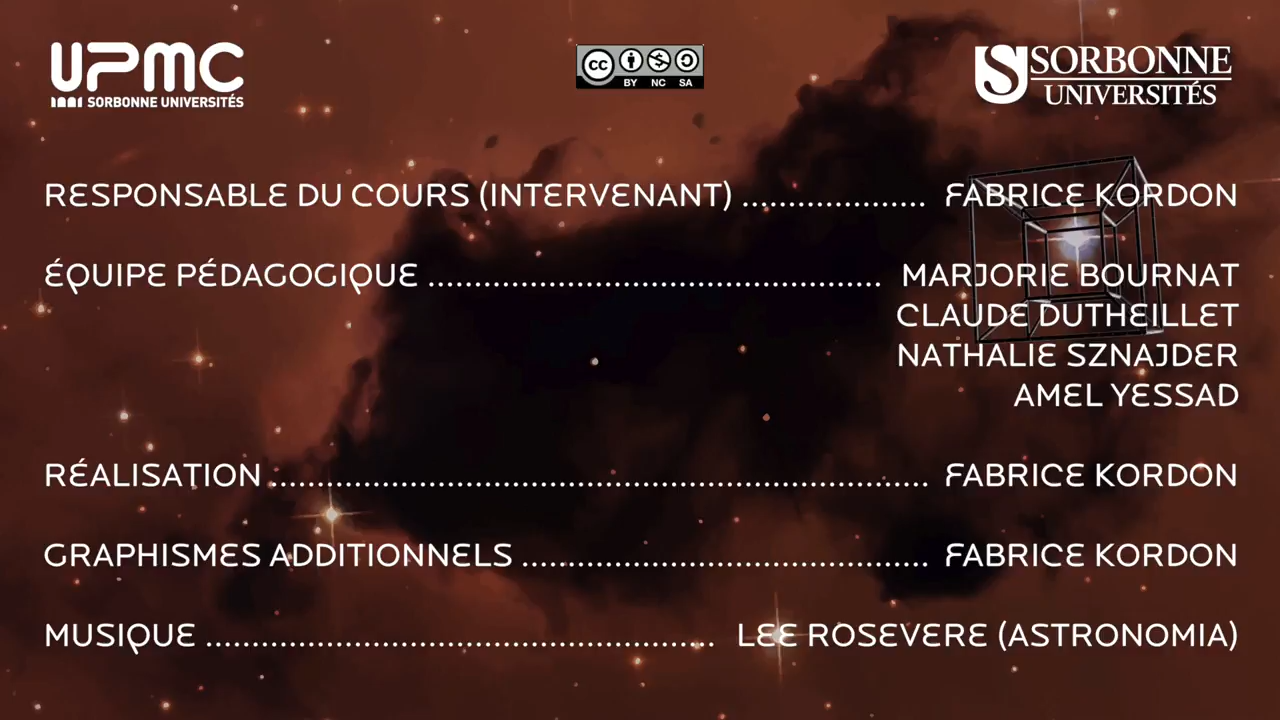 UPMC
SORBONNE UNIVERSITÉS
cc
BY NC SA
SORBONNE
UNIVERSITÉS
RESPONSABLE DU COURS (INTERVENANT) .................... FABRICE KORDON
ÉQUIPE PÉDAGOGIQUE ................................................. MARJORIE BOURNAT
CLAUDE DUTHEILLET
NATHALIE SZNAJDER
AMEL YESSAD
RÉALISATION ....................................................................... FABRICE KORDON
GRAPHISMES ADDITIONNELS ............................................ FABRICE KORDON
MUSIQUE ....................................................... LEE ROSEVERE (ASTRONOMIA)